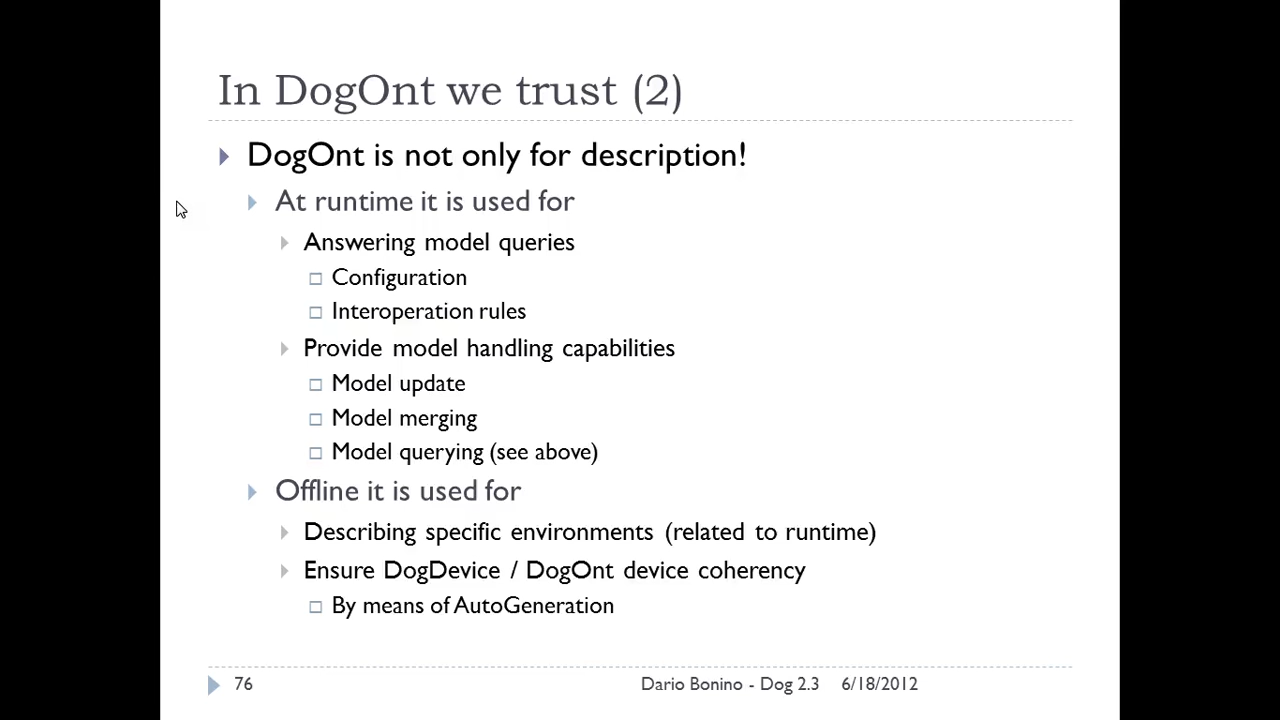 In DogOnt we trust (2)
DogOnt is not only for description!
At runtime it is used for
Answering model queries
Configuration
Interoperation rules
Provide model handling capabilities
Model update
Model merging
Model querying (see above)
Offline it is used for
Describing specific environments (related to runtime)
Ensure DogDevice / DogOnt device coherency
By means of AutoGeneration
76 Dario Bonino - Dog 2.3 6/18/2012